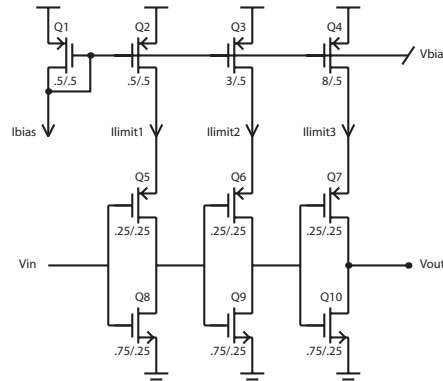 Q1 Q2 Q3 Q4
Vbias
.5/.5 .5/.5 3/.5 8/.5
Ibias Ilimit1 Ilimit2 Ilimit3
Q5 Q6 Q7
.25/.25 .25/.25 .25/.25
Vin Vout
Q8 Q9 Q10
.75/.25 .75/.25 .75/.25